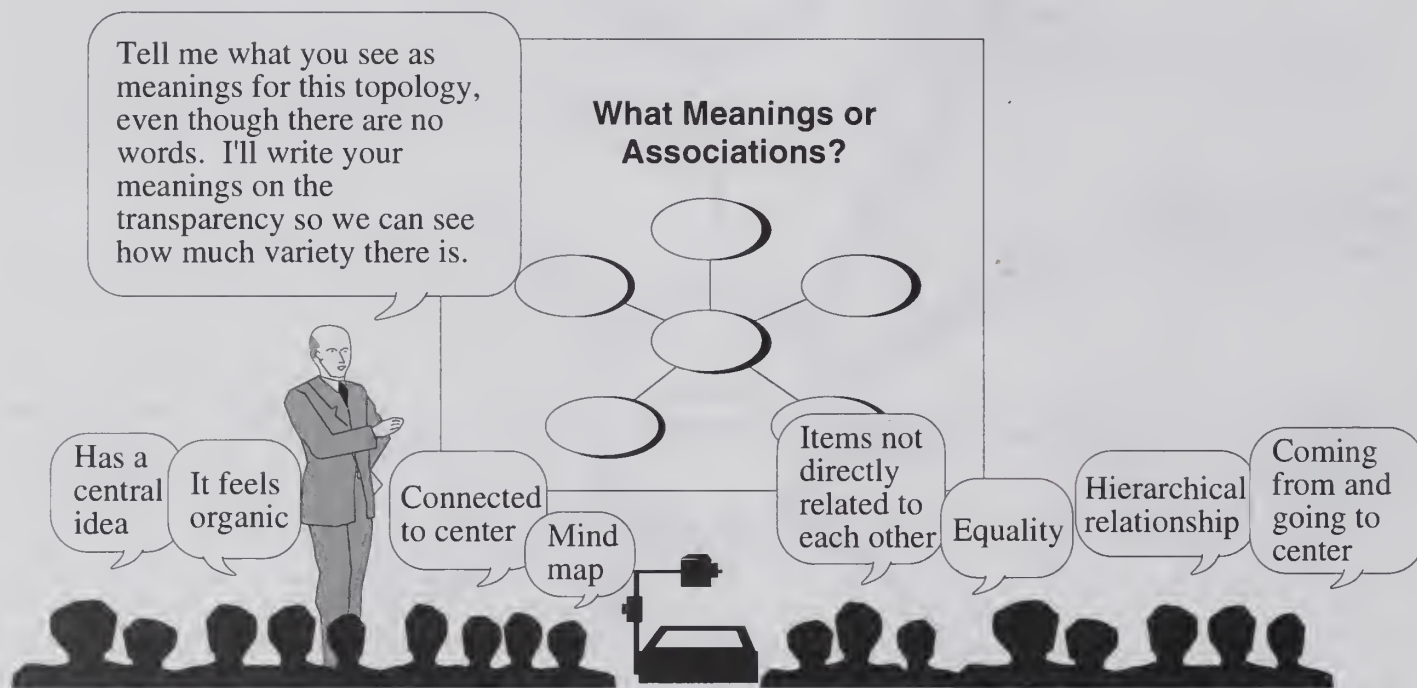 Tell me what you see as
meanings for this topology,
even though there are no
words. I'll write your
meanings on the
transparency so we can see
how much variety there is.
What Meanings or
Associations?
Has a
central
idea
It feels
organic
Connected
to center
Mind
map
Items not
directly
related to
each other
Equality
Hierarchical
relationship
Coming
from and
going to
center